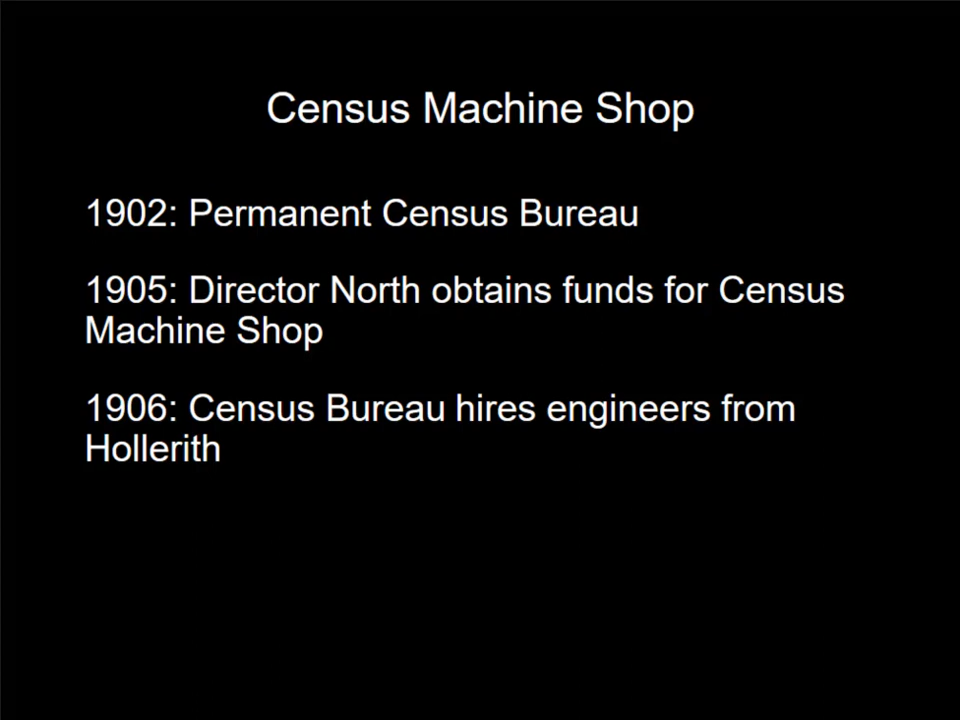 Census Machine Shop
1902: Permanent Census Bureau
1905: Director North obtains funds for Census
Machine Shop
1906: Census Bureau hires engineers from
Hollerith